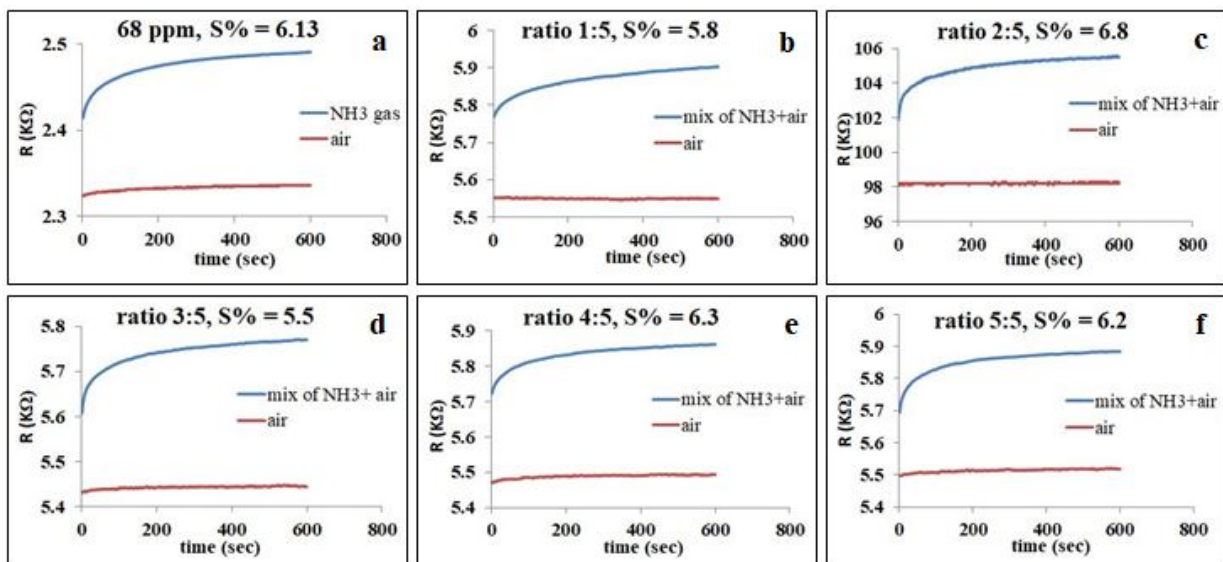 68 ppm, S% = 6.13
a
2.5
2.4
2.3
R (KΩ)
NH3 gas
air
0 200 400 600 800
time (sec)
ratio 1:5, S% = 5.8
b
6
5.9
5.8
5.7
5.6
5.5
R (KΩ)
mix of NH3+air
air
0 200 400 600 800
time (sec)
ratio 2:5, S% = 6.8
c
106
104
102
100
98
96
R (KΩ)
mix of NH3+air
air
0 200 400 600 800
time (sec)
ratio 3:5, S% = 5.5
d
5.8
5.7
5.6
5.5
5.4
R (KΩ)
mix of NH3+ air
air
0 200 400 600 800
time (sec)
ratio 4:5, S% = 6.3
e
5.9
5.8
5.7
5.6
5.5
5.4
R (KΩ)
mix of NH3+air
air
0 200 400 600 800
time (sec)
ratio 5:5, S% = 6.2
f
6
5.9
5.8
5.7
5.6
5.5
5.4
R (KΩ)
mix of NH3+air
air
0 200 400 600 800
time (sec)